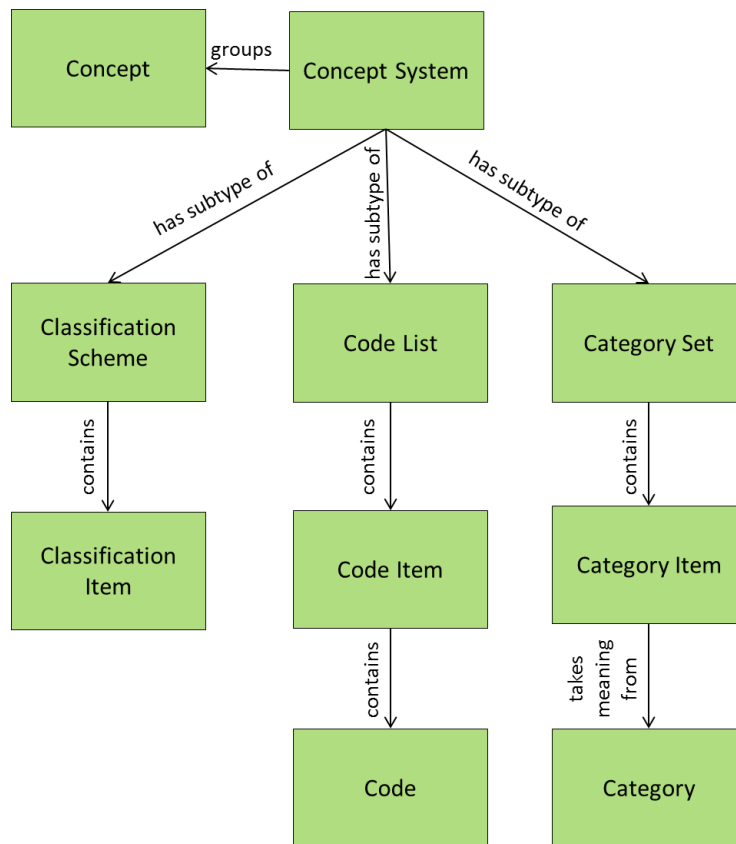 Concept
groups
Concept System
has subtype of
has subtype of
has subtype of
Classification
Scheme
Code List
Category Set
contains
contains
contains
Classification
Item
Code Item
Category Item
contains
takes
meaning
from
Code
Category